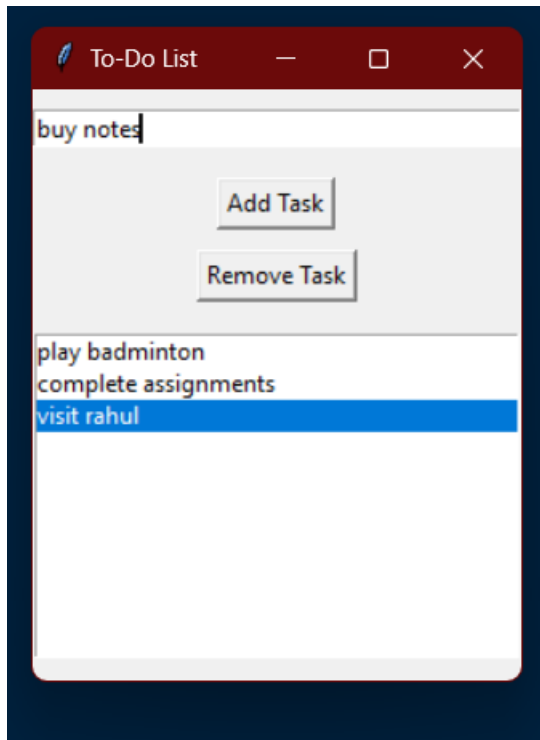 To-Do List
buy notes
Add Task
Remove Task
play badminton
complete assignments
visit rahul